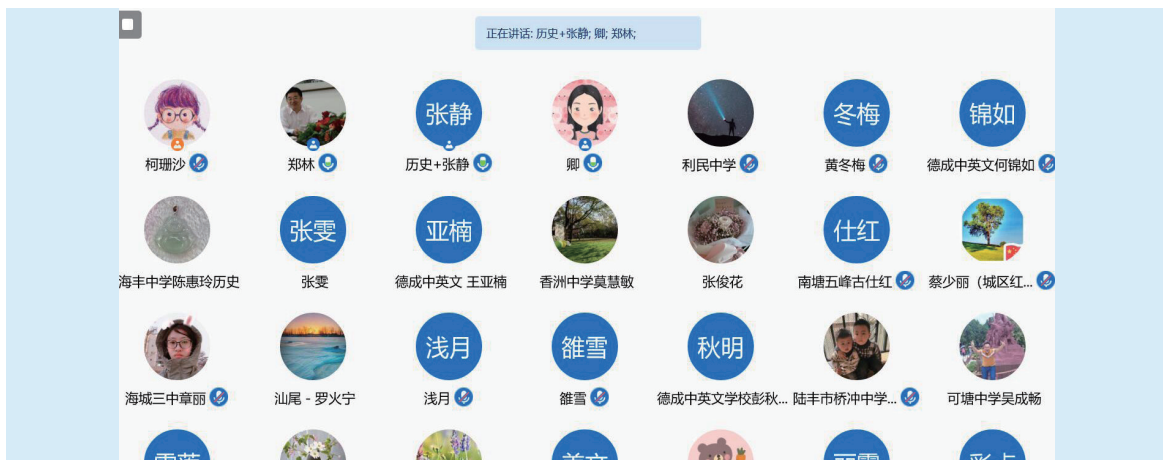 正在讲话: 历史+张静; 卿; 郑林;
张静
冬梅
锦如
柯珊沙
郑林
历史+张静
卿
利民中学
黄冬梅
德成中英文何锦如
张雯
亚楠
仕红
海丰中学陈惠玲历史
张雯
德成中英文 王亚楠
香洲中学莫慧敏
张俊花
南塘五峰古仕红
蔡少丽（城区红...
浅月
雒雪
秋明
海城三中章丽
汕尾 - 罗火宁
浅月
雒雪
德成中英文学校彭秋...
陆丰市桥冲中学...
可塘中学吴成畅